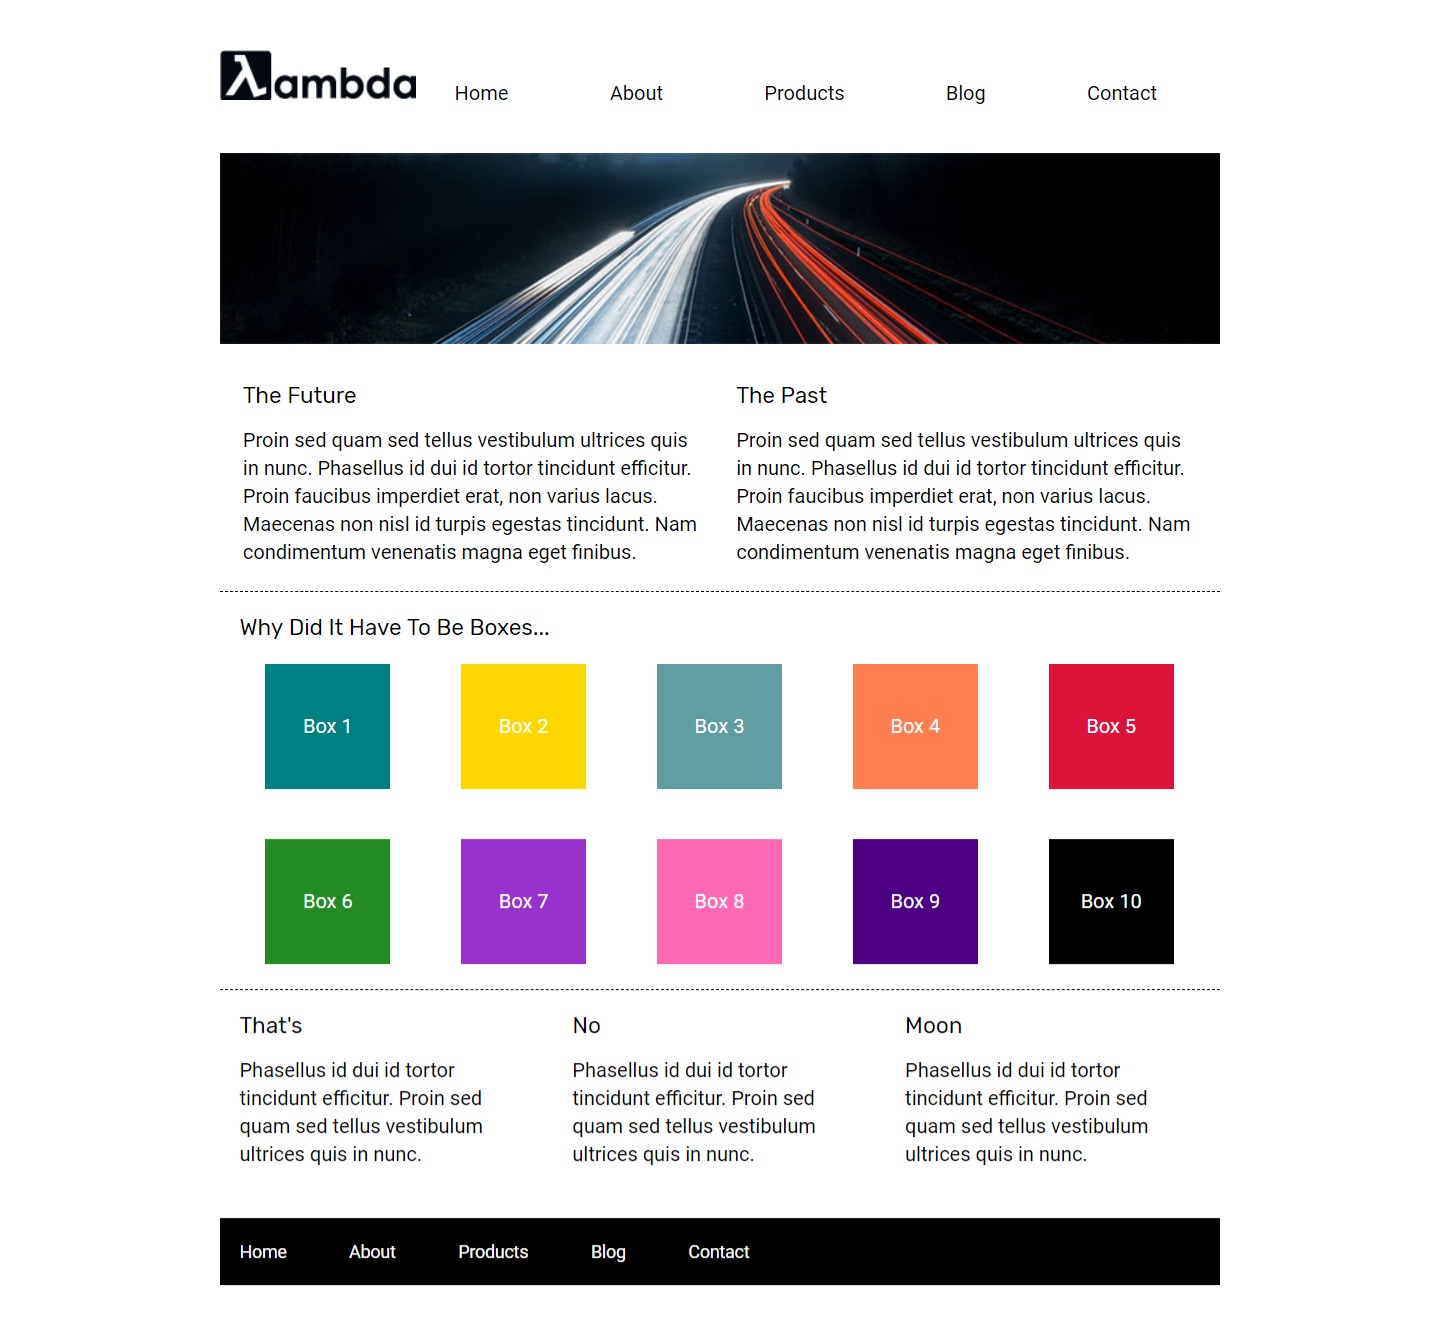 λambda
Home About Products Blog Contact
The Future
Proin sed quam sed tellus vestibulum ultrices quis
in nunc. Phasellus id dui id tortor tincidunt efficitur.
Proin faucibus imperdiet erat, non varius lacus.
Maecenas non nisl id turpis egestas tincidunt. Nam
condimentum venenatis magna eget finibus.
The Past
Proin sed quam sed tellus vestibulum ultrices quis
in nunc. Phasellus id dui id tortor tincidunt efficitur.
Proin faucibus imperdiet erat, non varius lacus.
Maecenas non nisl id turpis egestas tincidunt. Nam
condimentum venenatis magna eget finibus.
Why Did It Have To Be Boxes...
Box 1 Box 2 Box 3 Box 4 Box 5
Box 6 Box 7 Box 8 Box 9 Box 10
That's
Phasellus id dui id tortor
tincidunt efficitur. Proin sed
quam sed tellus vestibulum
ultrices quis in nunc.
No
Phasellus id dui id tortor
tincidunt efficitur. Proin sed
quam sed tellus vestibulum
ultrices quis in nunc.
Moon
Phasellus id dui id tortor
tincidunt efficitur. Proin sed
quam sed tellus vestibulum
ultrices quis in nunc.
Home About Products Blog Contact